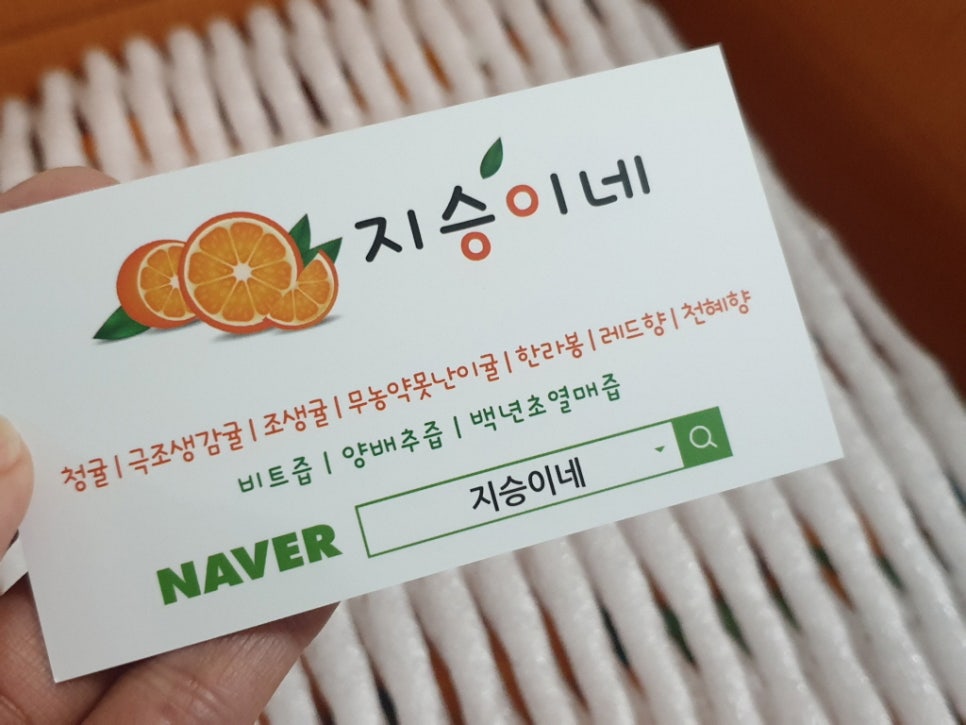 지승이네
청귤 | 극조생감귤 | 조생귤 | 무농약못난이귤 | 한라봉 | 레드향 | 천혜향
비트즙 | 양배추즙 | 백년초열매즙
NAVER 지승이네